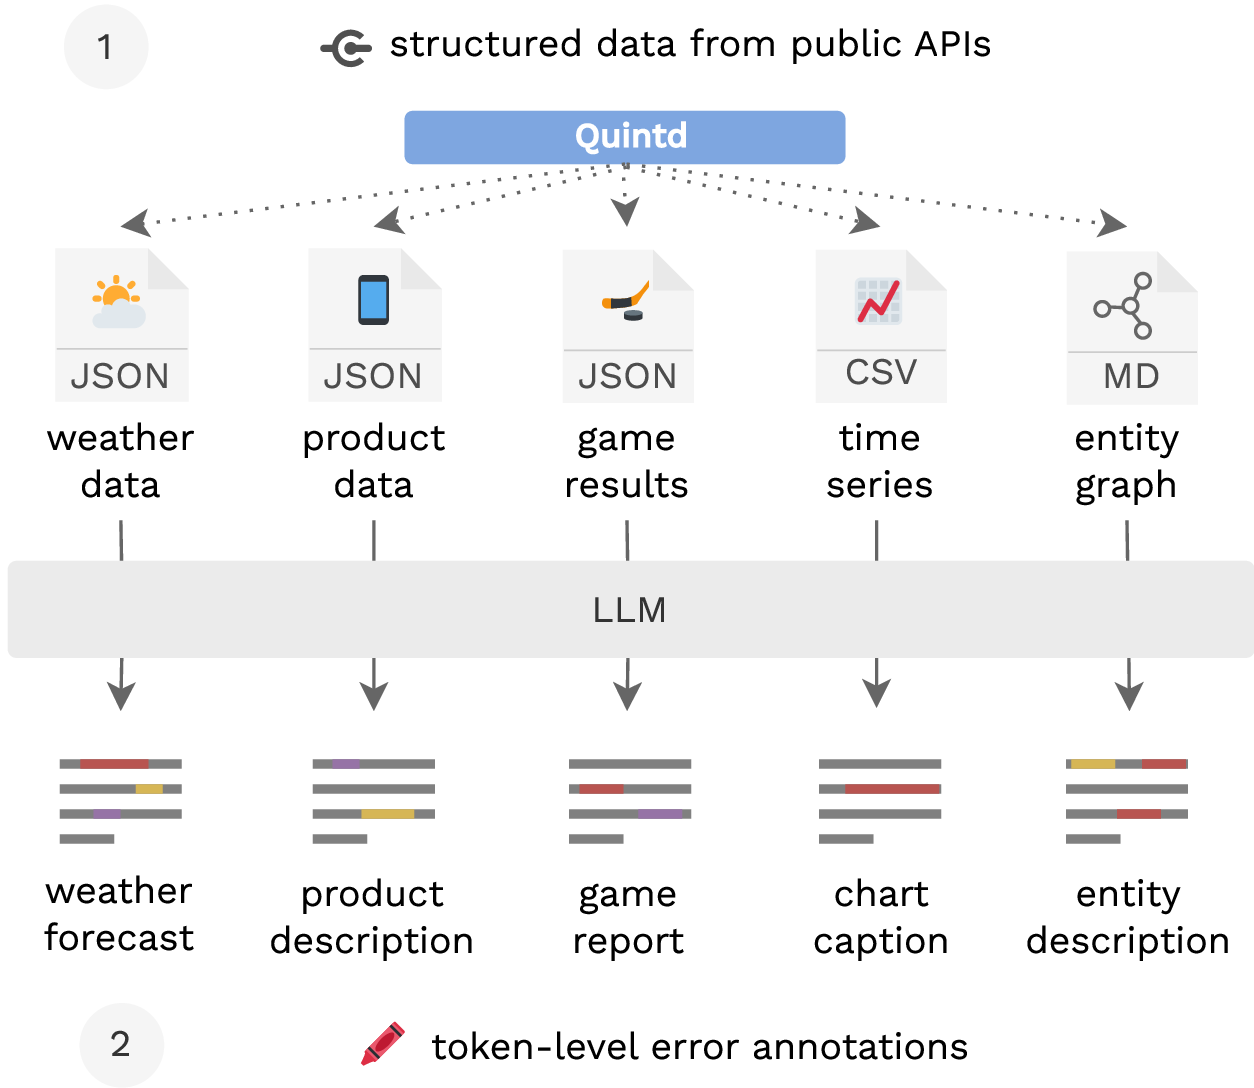 1
structured data from public APIs
Quintd
JSON
JSON
JSON
CSV
MD
weather
data
product
data
game
results
time
series
entity
graph
LLM
weather
forecast
product
description
game
report
chart
caption
entity
description
2
token-level error annotations